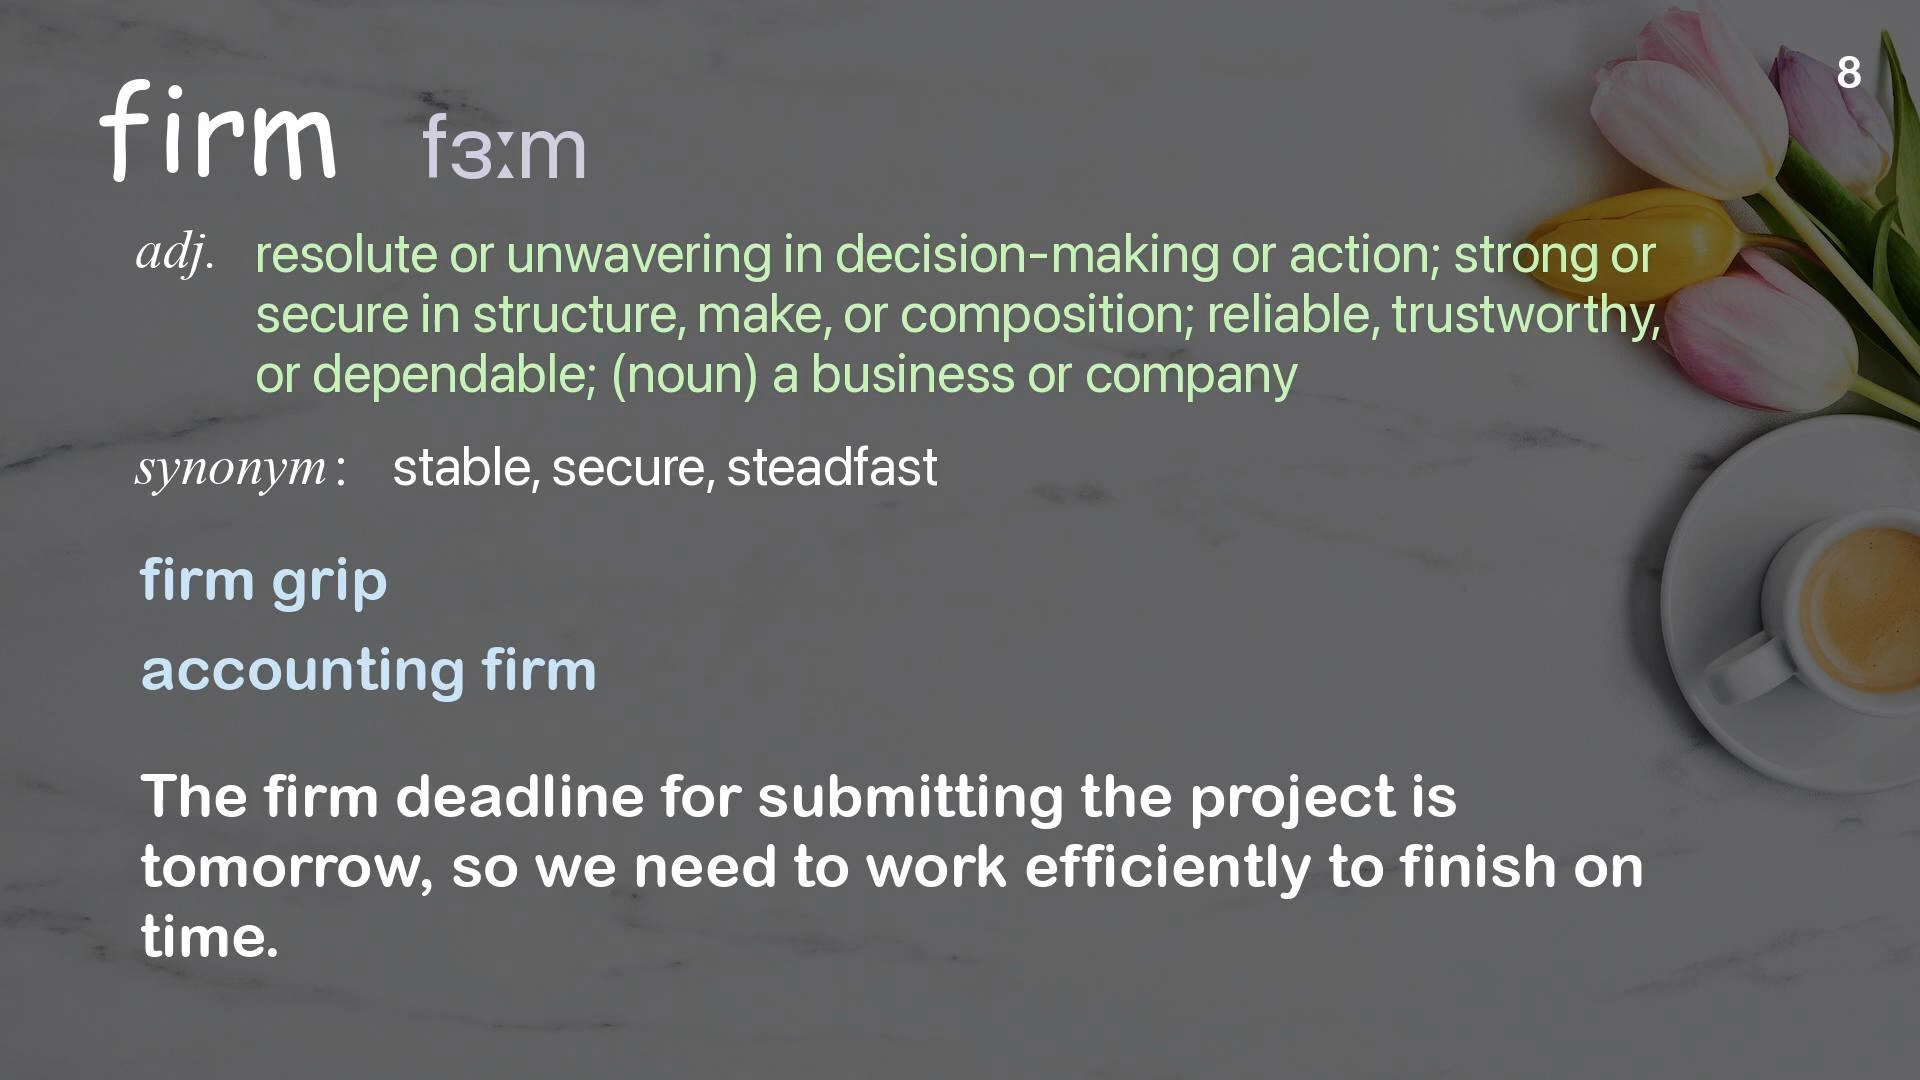 8
firm fɜːm
adj. resolute or unwavering in decision-making or action; strong or
secure in structure, make, or composition; reliable, trustworthy,
or dependable; (noun) a business or company
synonym: stable, secure, steadfast
firm grip
accounting firm
The firm deadline for submitting the project is
tomorrow, so we need to work efficiently to finish on
time.